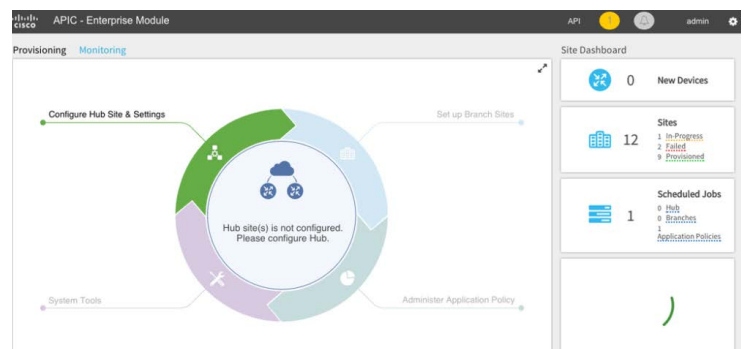 CISCO APIC - Enterprise Module API ! admin
Provisioning Monitoring
Site Dashboard
Configure Hub Site & Settings
Set up Branch Sites
Hub site(s) is not configured.
Please configure Hub.
System Tools
Administer Application Policy
0 New Devices
12
Sites
1 In-Progress
2 Failed
9 Provisioned
1
Scheduled Jobs
0 Hub
0 Branches
1
Application Policies